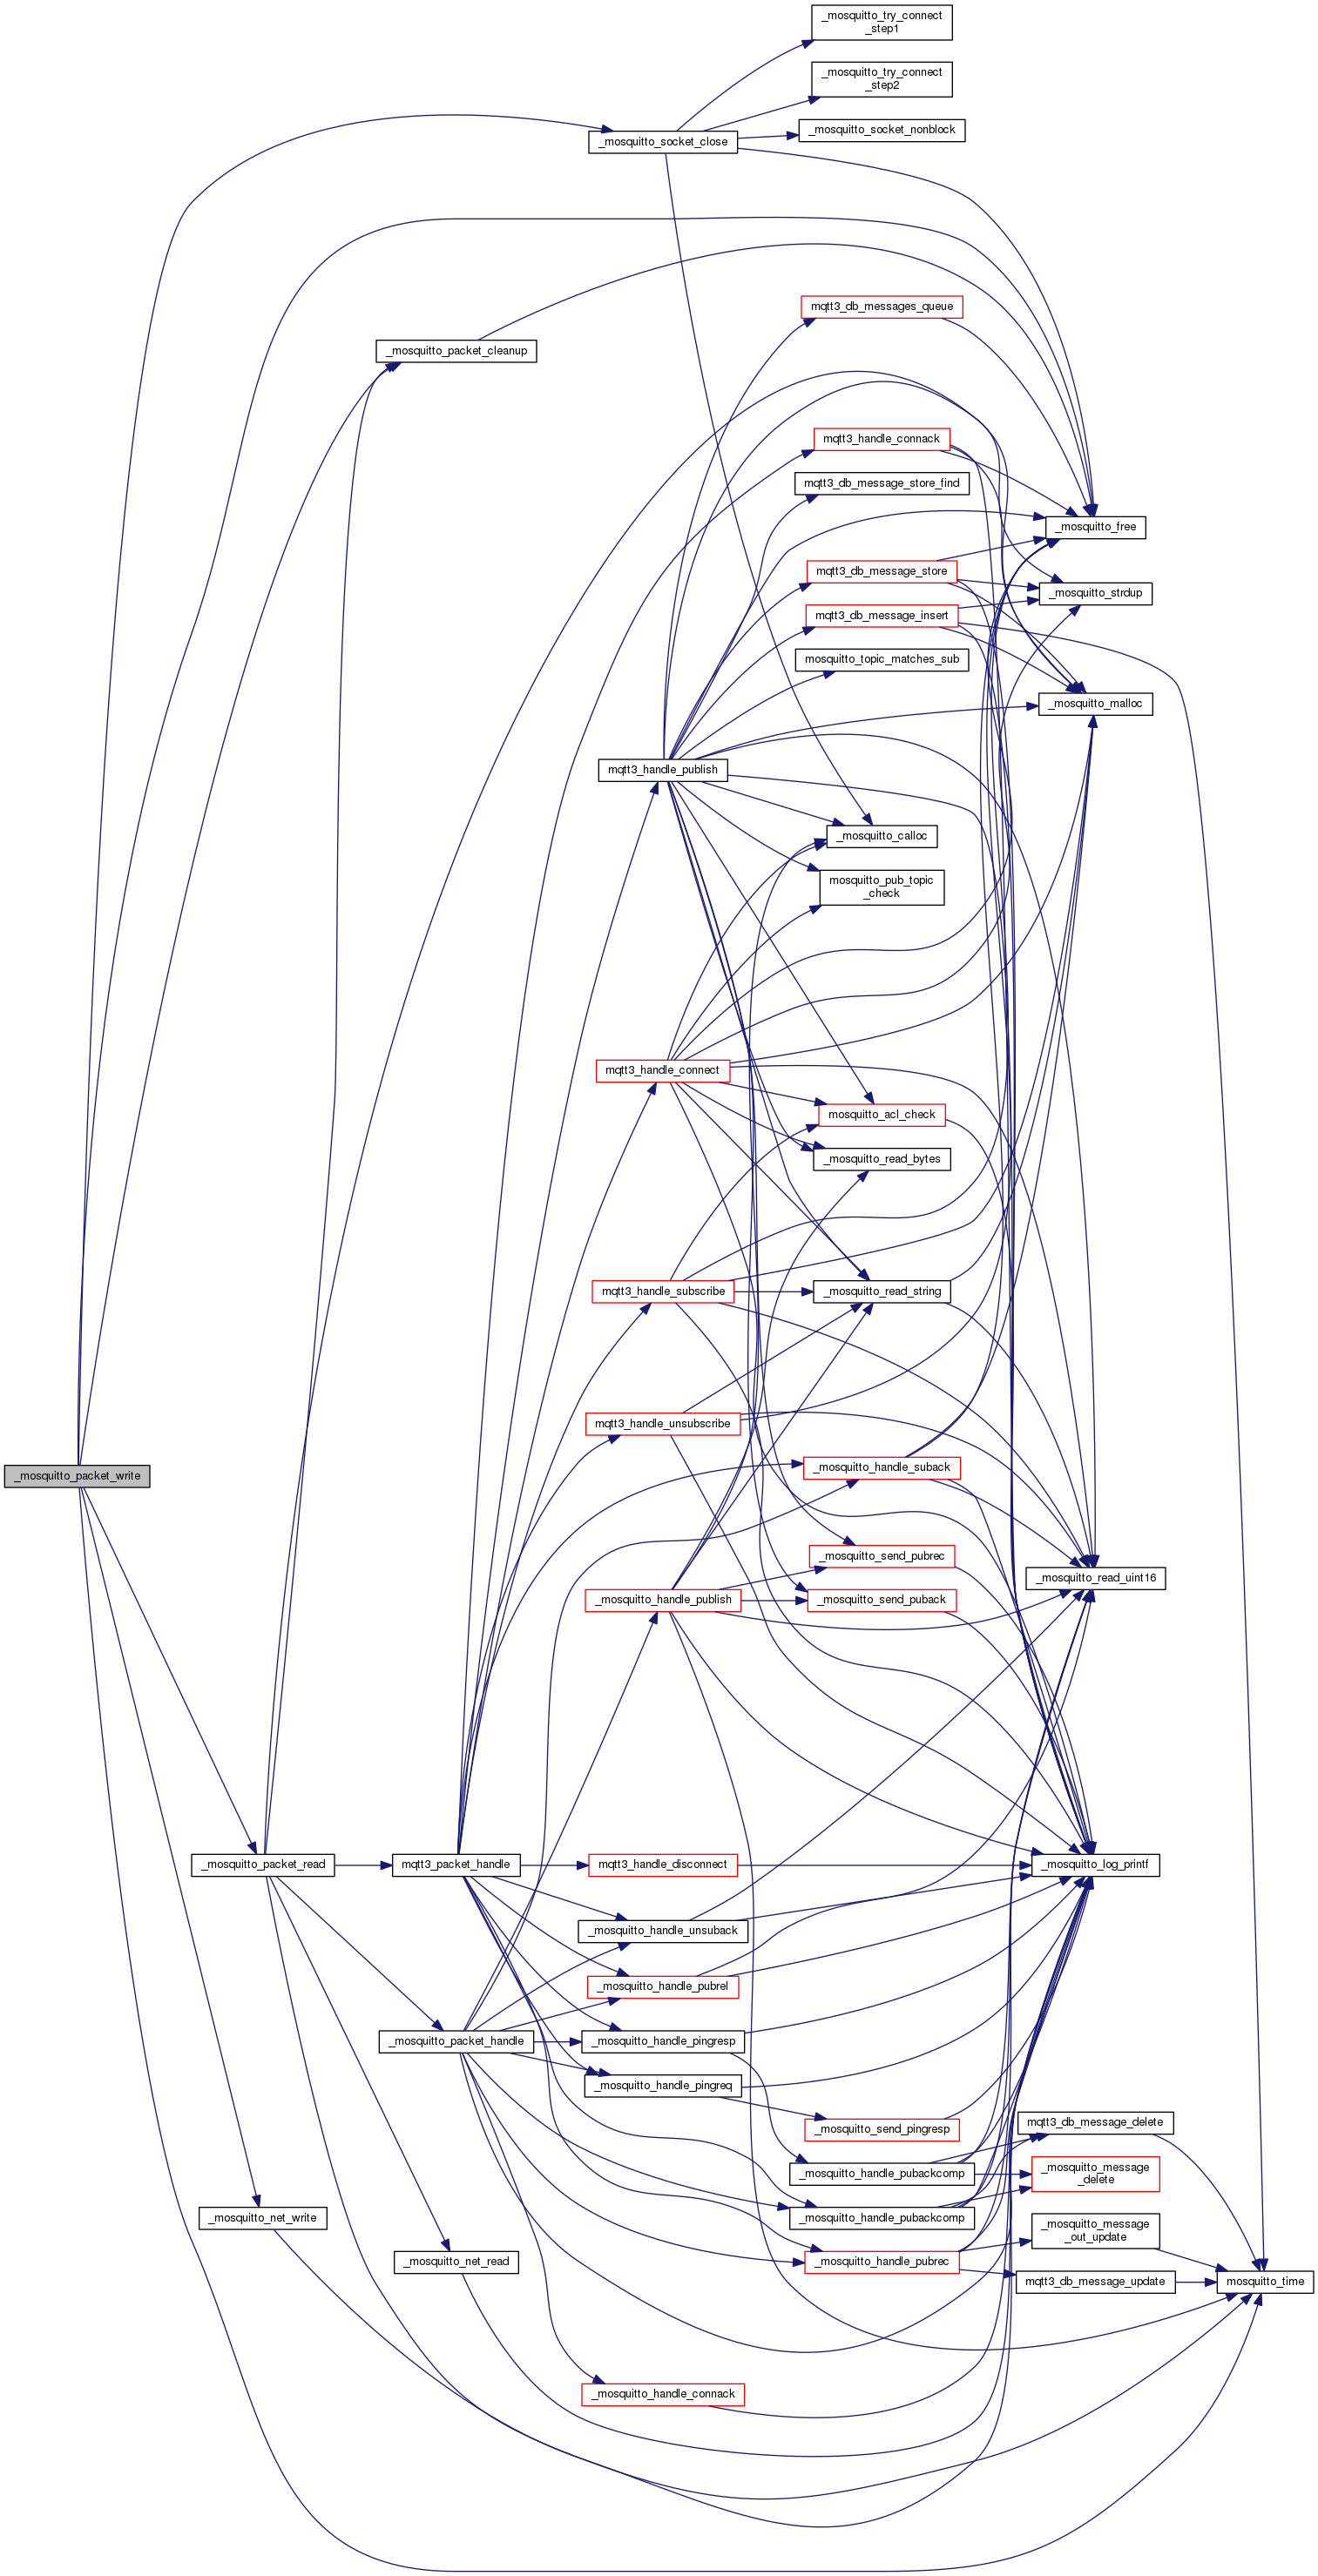 _mosquitto_try_connect
_step1
_mosquitto_try_connect
_step2
_mosquitto_socket_nonblock
_mosquitto_socket_close
mqtt3_db_messages_queue
_mosquitto_packet_cleanup
mqtt3_handle_connack
mqtt3_db_message_store_find
_mosquitto_free
mqtt3_db_message_store
_mosquitto_strdup
mqtt3_db_message_insert
mosquitto_topic_matches_sub
_mosquitto_malloc
mqtt3_handle_publish
_mosquitto_calloc
mosquitto_pub_topic
_check
mqtt3_handle_connect
mosquitto_acl_check
_mosquitto_read_bytes
mqtt3_handle_subscribe
_mosquitto_read_string
mqtt3_handle_unsubscribe
_mosquitto_handle_suback
_mosquitto_packet_write
_mosquitto_send_pubrec
_mosquitto_read_uint16
_mosquitto_handle_publish
_mosquitto_send_puback
_mosquitto_packet_read
mqtt3_packet_handle
mqtt3_handle_disconnect
_mosquitto_log_printf
_mosquitto_handle_unsuback
_mosquitto_handle_pubrel
_mosquitto_packet_handle
_mosquitto_handle_pingresp
_mosquitto_handle_pingreq
mqtt3_db_message_delete
_mosquitto_send_pingresp
_mosquitto_handle_pubackcomp
_mosquitto_message
_delete
_mosquitto_net_write
_mosquitto_handle_pubackcomp
_mosquitto_message
_out_update
_mosquitto_net_read
_mosquitto_handle_pubrec
mqtt3_db_message_update
mosquitto_time
_mosquitto_handle_connack